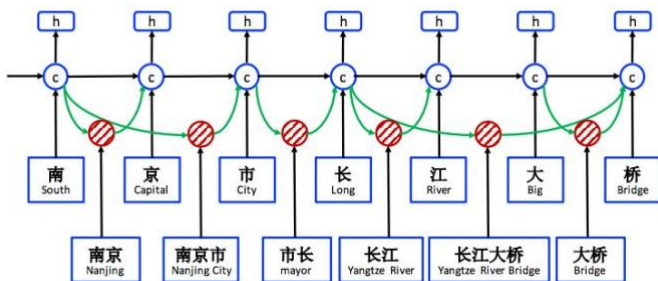 h h h h h h h
c c c c c c c
南 京 市 长 江 大 桥
South Capital City Long River Big Bridge
南京 南京市 市长 长江 长江大桥 大桥
Nanjing Nanjing City mayor Yangtze River Yangtze River Bridge Bridge